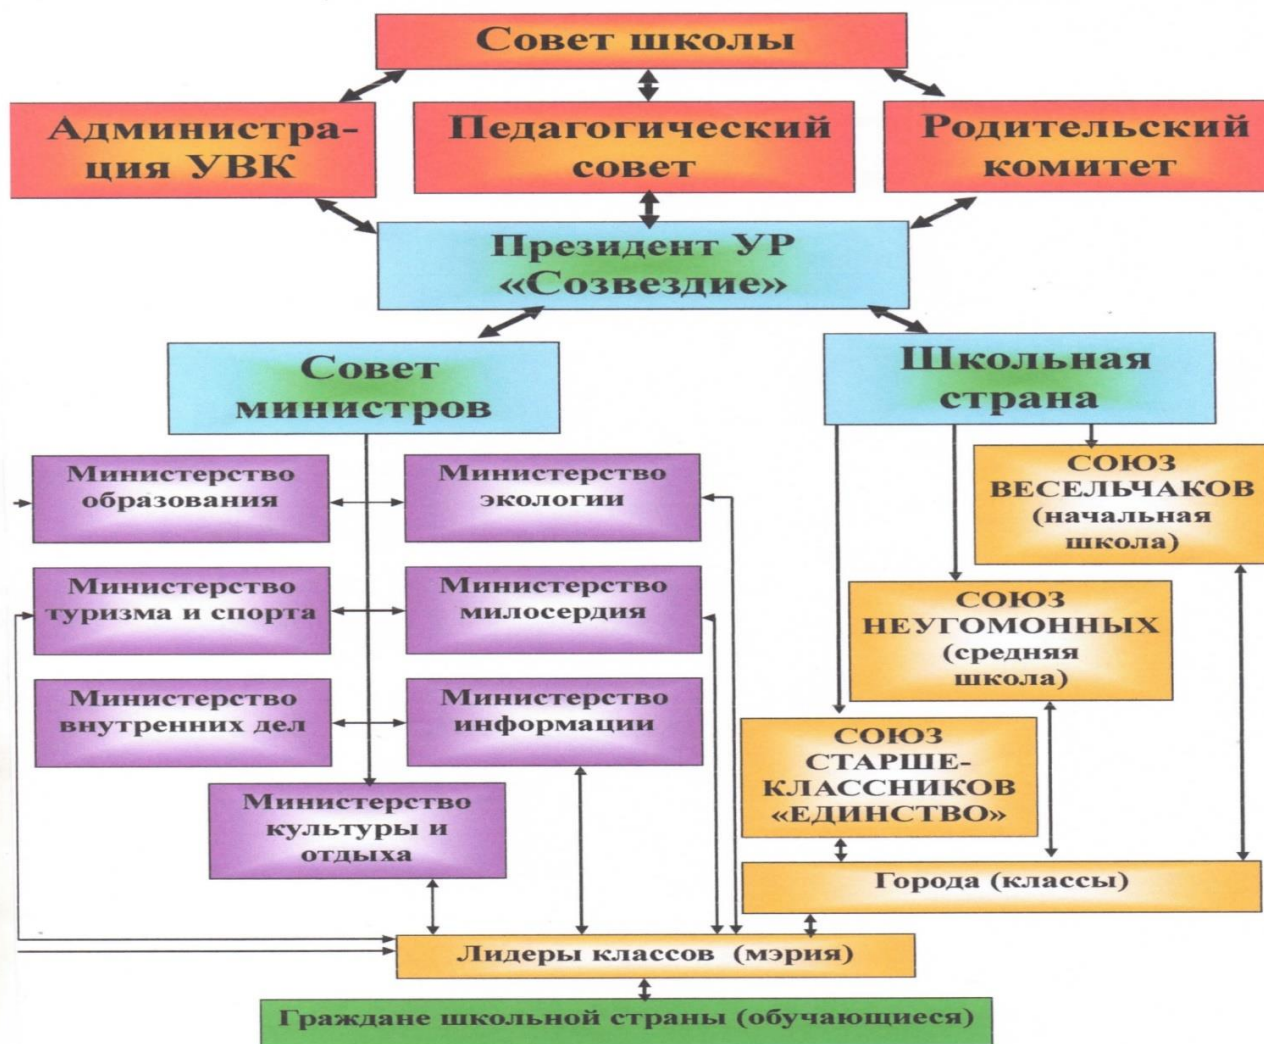 Совет школы
Администра-
ция УВК
Педагогический
совет
Родительский
комитет
Президент УР
«Созвездие»
Совет
министров
Школьная
страна
Министерство
образования
Министерство
экологии
СОЮЗ
ВЕСЕЛЬЧАКОВ
(начальная
школа)
Министерство
туризма и спорта
Министерство
милосердия
СОЮЗ
НЕУГОМОННЫХ
(средняя
школа)
Министерство
внутренних дел
Министерство
информации
СОЮЗ
СТАРШЕ-
КЛАССНИКОВ
«ЕДИНСТВО»
Министерство
культуры и
отдыха
Города (классы)
Лидеры классов (мэрия)
Граждане школьной страны (обучающиеся)